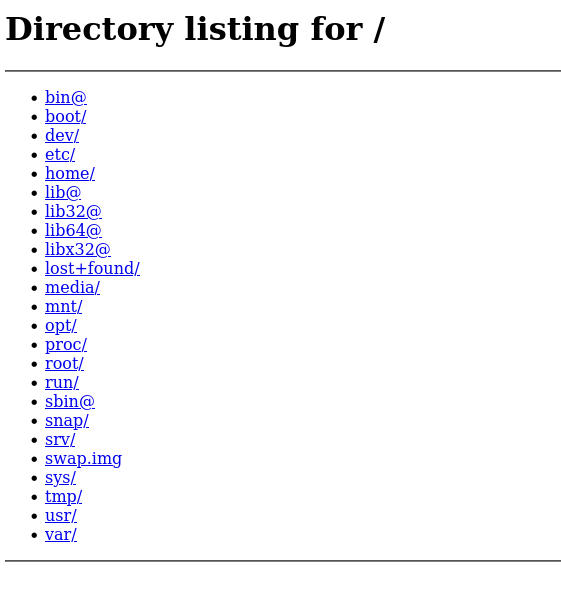 Directory listing for /
bin@
boot/
dev/
etc/
home/
lib@
lib32@
lib64@
libx32@
lost+found/
media/
mnt/
opt/
proc/
root/
run/
sbin@
snap/
srv/
swap.img
sys/
tmp/
usr/
var/